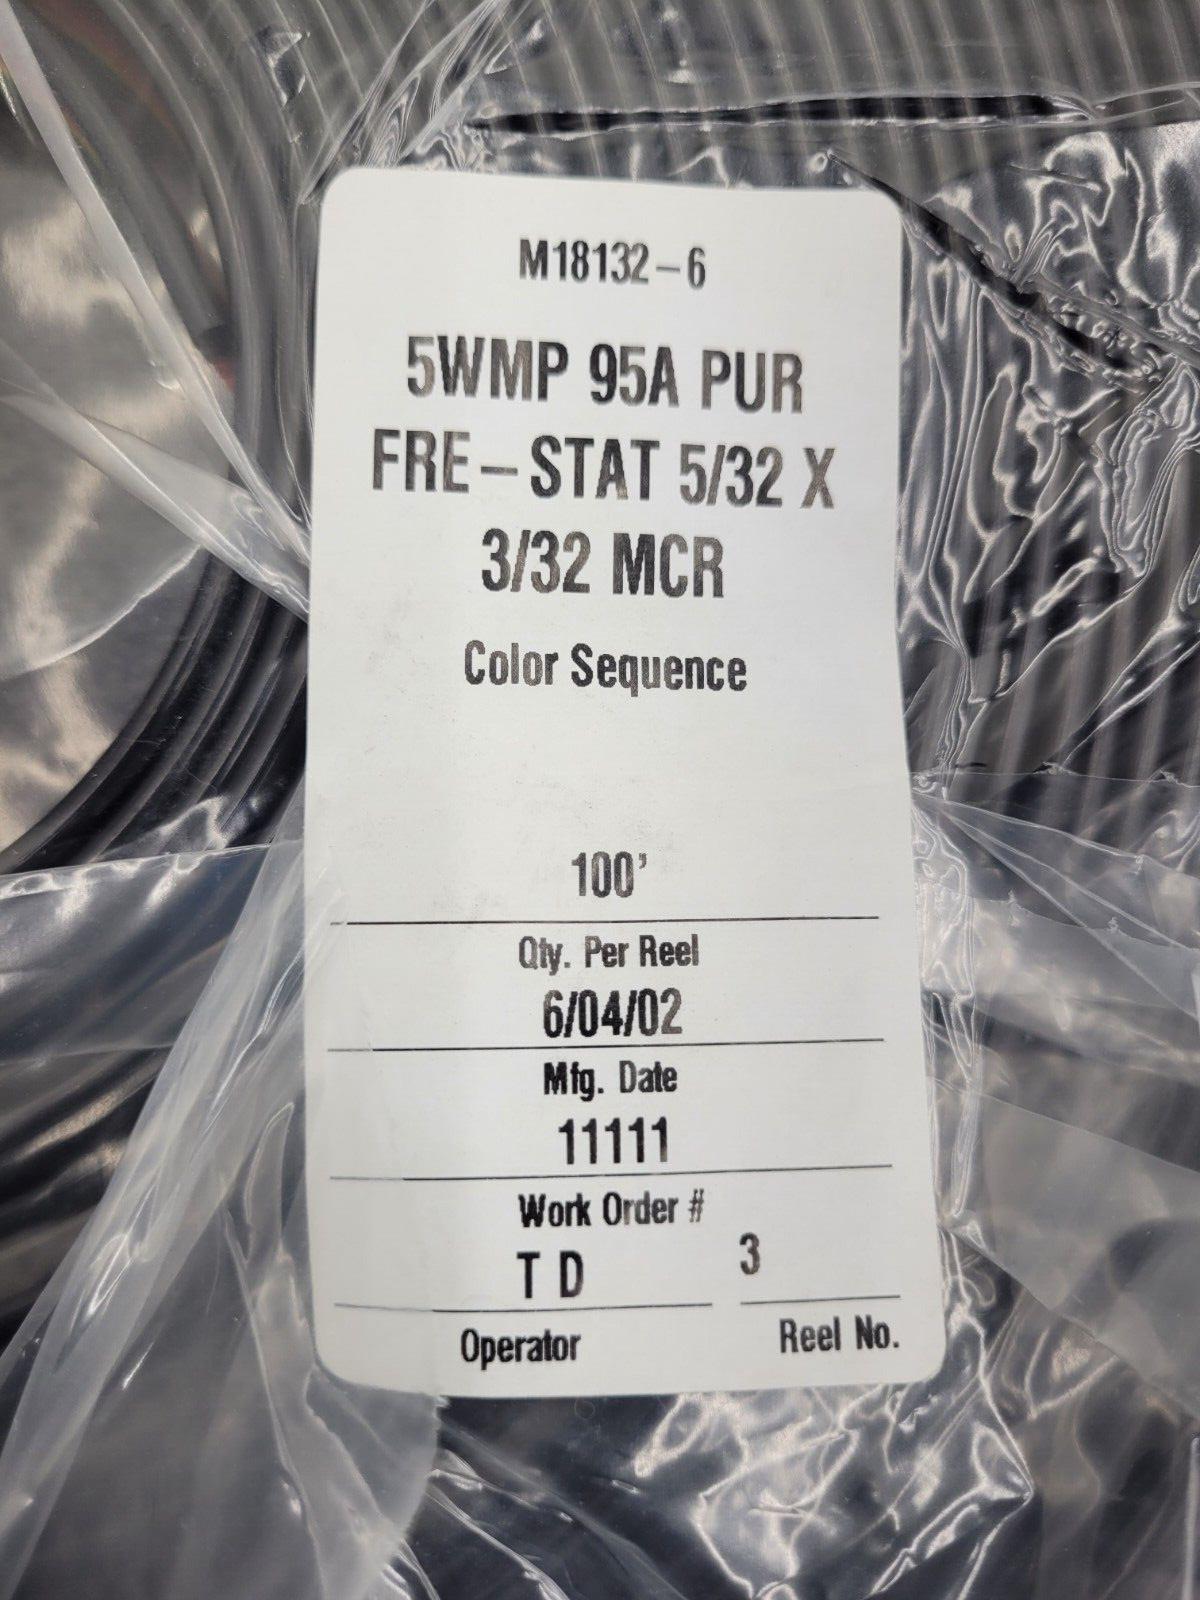 M18132-6
5WMP 95A PUR
FRE-STAT 5/32 X
3/32 MCR
Color Sequence
100'
Qty. Per Reel
6/04/02
Mfg. Date
11111
Work Order #
T D 3
Operator Reel No.